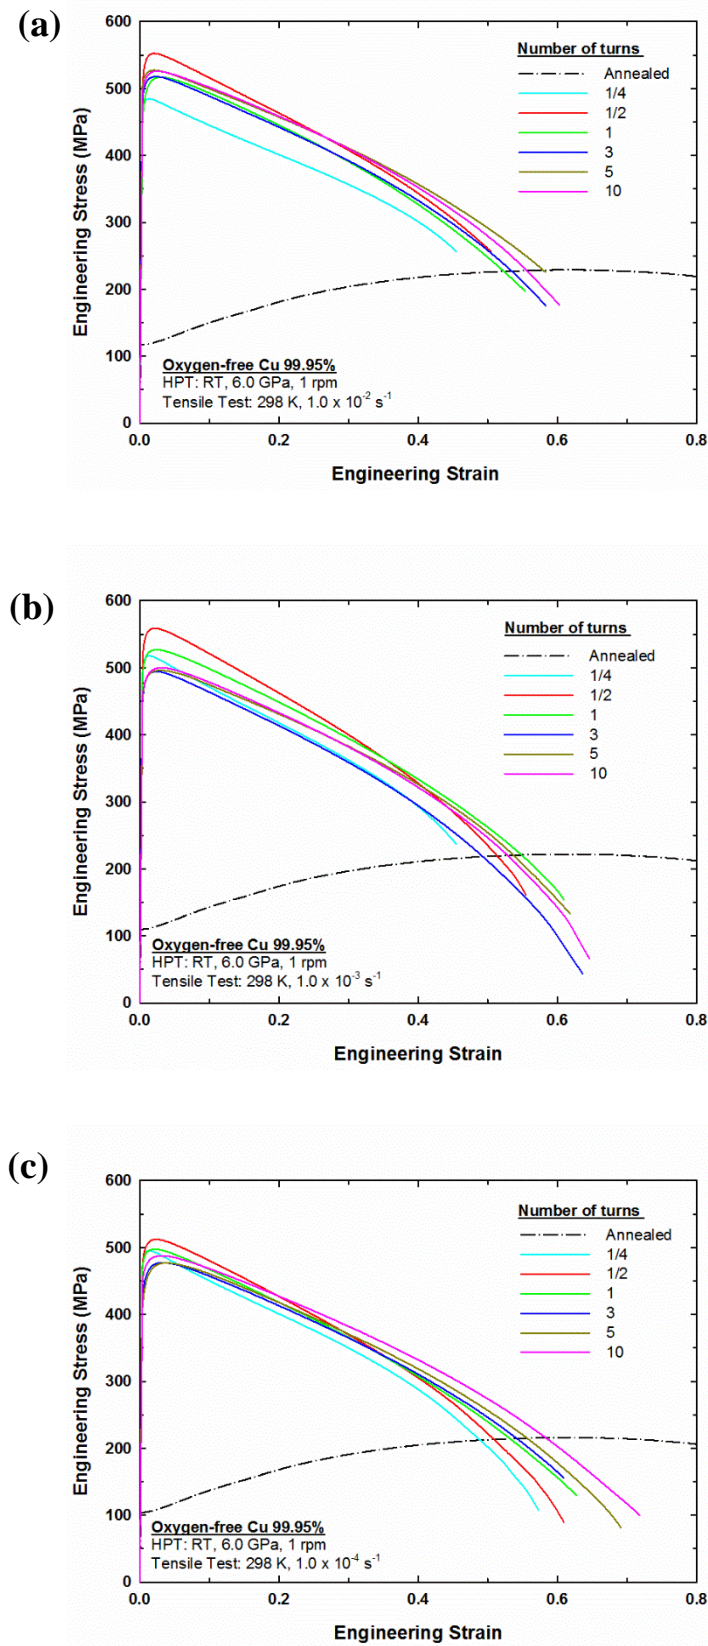 (a)
600
500
400
300
200
100
0
Engineering Stress (MPa)
Number of turns
Annealed
1/4
1/2
1
3
5
10
Oxygen-free Cu 99.95%
HPT: RT, 6.0 GPa, 1 rpm
Tensile Test: 298 K, 1.0 x 10⁻² s⁻¹
0.0 0.2 0.4 0.6 0.8
Engineering Strain
(b)
600
500
400
300
200
100
0
Engineering Stress (MPa)
Number of turns
Annealed
1/4
1/2
1
3
5
10
Oxygen-free Cu 99.95%
HPT: RT, 6.0 GPa, 1 rpm
Tensile Test: 298 K, 1.0 x 10⁻³ s⁻¹
0.0 0.2 0.4 0.6 0.8
Engineering Strain
(c)
600
500
400
300
200
100
0
Engineering Stress (MPa)
Number of turns
Annealed
1/4
1/2
1
3
5
10
Oxygen-free Cu 99.95%
HPT: RT, 6.0 GPa, 1 rpm
Tensile Test: 298 K, 1.0 x 10⁻⁴ s⁻¹
0.0 0.2 0.4 0.6 0.8
Engineering Strain